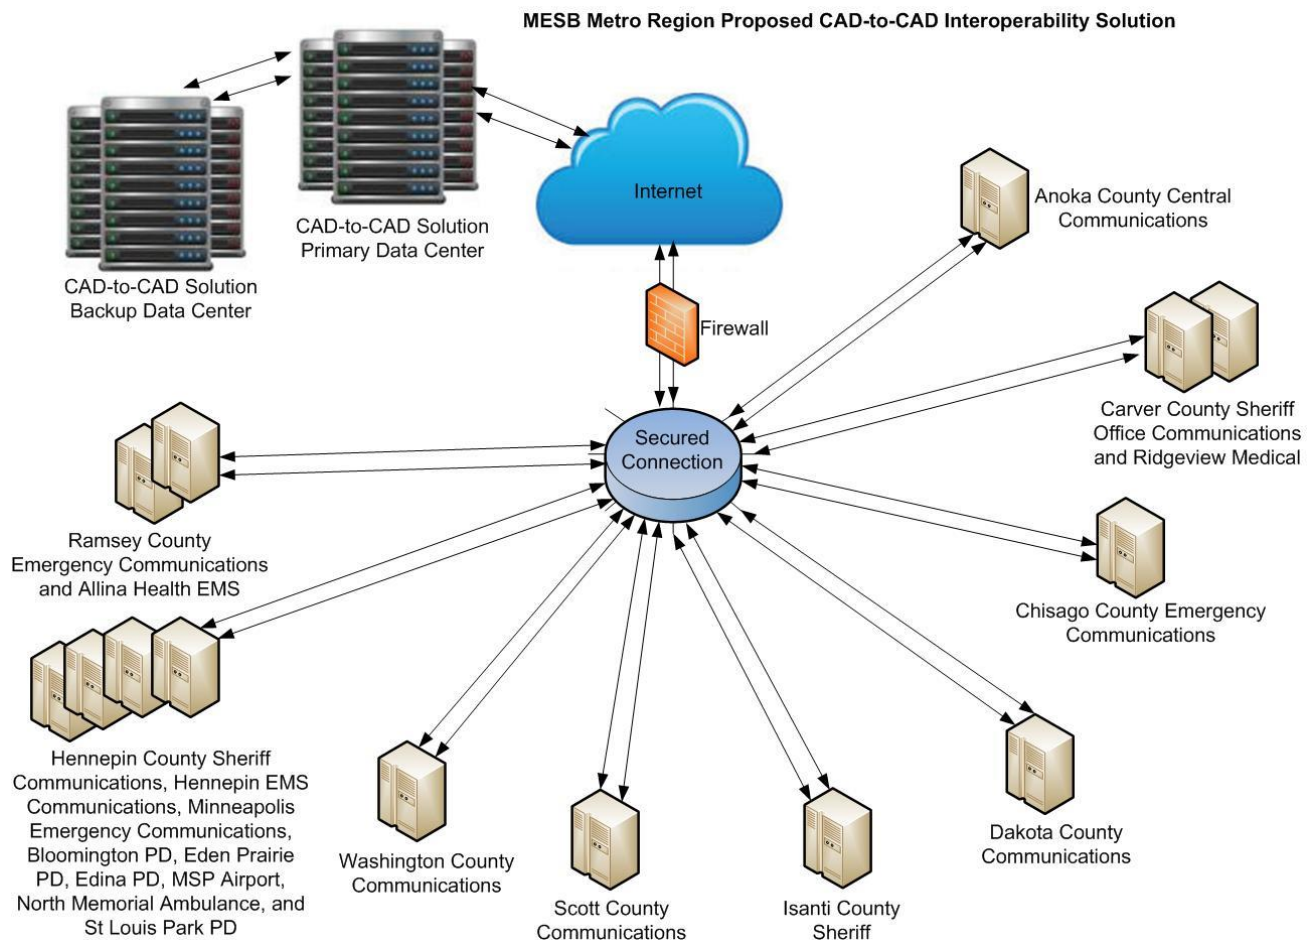 MESB Metro Region Proposed CAD-to-CAD Interoperability Solution
CAD-to-CAD Solution
Primary Data Center
CAD-to-CAD Solution
Backup Data Center
Internet
Firewall
Anoka County Central
Communications
Secured
Connection
Carver County Sheriff
Office Communications
and Ridgeview Medical
Ramsey County
Emergency Communications
and Allina Health EMS
Chisago County Emergency
Communications
Hennepin County Sheriff
Communications, Hennepin EMS
Communications, Minneapolis
Emergency Communications,
Bloomington PD, Eden Prairie
PD, Edina PD, MSP Airport,
North Memorial Ambulance, and
St Louis Park PD
Washington County
Communications
Scott County
Communications
Isanti County
Sheriff
Dakota County
Communications